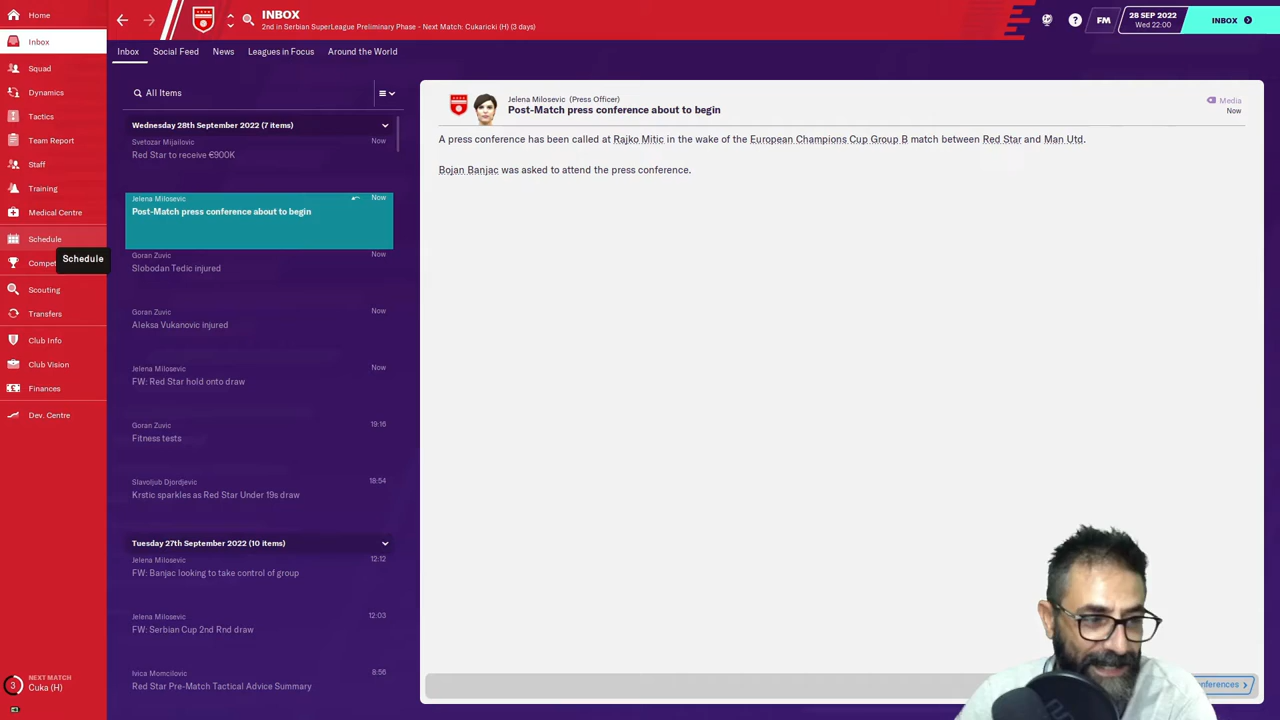 Home
INBOX
2nd in Serbian SuperLeague Preliminary Phase - Next Match: Cukaricki (H) (3 days)
FM
28 SEP 2022
Wed 22:00
INBOX
Inbox
Squad
Dynamics
Tactics
Team Report
Staff
Training
Medical Centre
Schedule
Schedule
Scouting
Transfers
Club Info
Club Vision
Finances
Dev. Centre
3
NEXT MATCH
Cuka (H)
Inbox Social Feed News Leagues in Focus Around the World
All Items
Wednesday 28th September 2022 (7 items)
Svetozar Mijailovic Now
Red Star to receive €900K
Jelena Milosevic Now
Post-Match press conference about to begin
Goran Zuvic Now
Slobodan Tedic injured
Goran Zuvic Now
Aleksa Vukanovic injured
Jelena Milosevic Now
FW: Red Star hold onto draw
Goran Zuvic 19:16
Fitness tests
Slavoljub Djordjevic 18:54
Krstic sparkles as Red Star Under 19s draw
Tuesday 27th September 2022 (10 items)
Jelena Milosevic 12:12
FW: Banjac looking to take control of group
Jelena Milosevic 12:03
FW: Serbian Cup 2nd Rnd draw
Ivica Momcilovic 8:56
Red Star Pre-Match Tactical Advice Summary
Jelena Milosevic (Press Officer)
Post-Match press conference about to begin
Media
Now
A press conference has been called at Rajko Mitic in the wake of the European Champions Cup Group B match between Red Star and Man Utd.
Bojan Banjac was asked to attend the press conference.